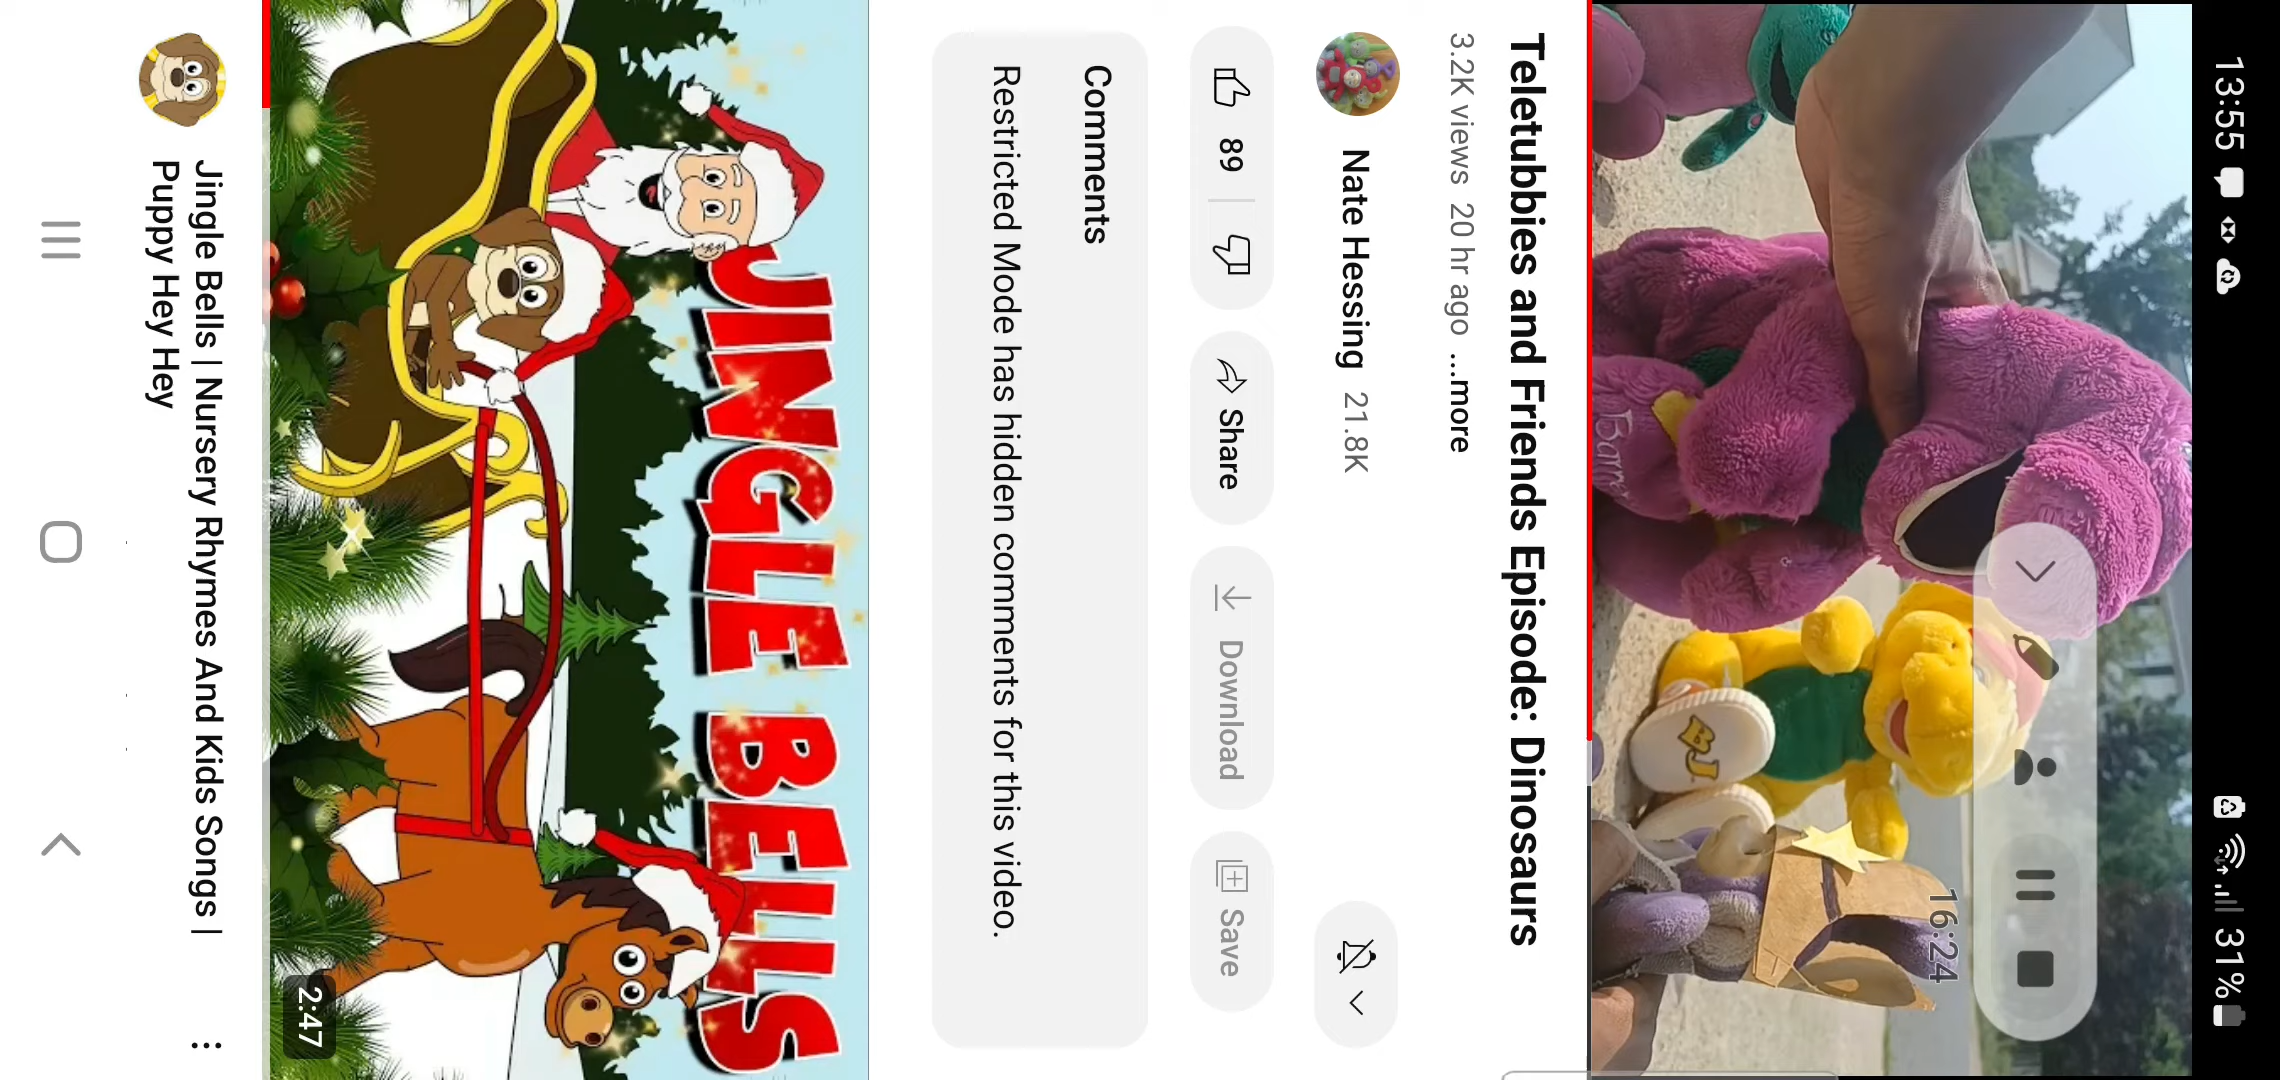 13:55
31%
16:24
Barney
BJ
Teletubbies and Friends Episode: Dinosaurs
3.2K views 20 hr ago ...more
Nate Hessing 21.8K
89
Share
Download
Save
Comments
Restricted Mode has hidden comments for this video.
JINGLE BELLS
2:47
Jingle Bells | Nursery Rhymes And Kids Songs |
Puppy Hey Hey